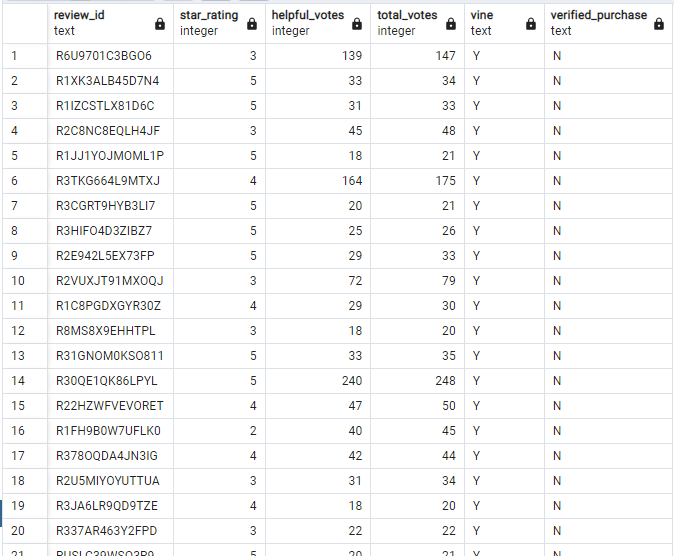 review_id star_rating helpful_votes total_votes vine verified_purchase
text integer integer integer text text
1 R6U9701C3BGO6 3 139 147 Y N
2 R1XK3ALB45D7N4 5 33 34 Y N
3 R1IZCSTLX81D6C 5 31 33 Y N
4 R2C8NC8EQLH4JF 3 45 48 Y N
5 R1JJ1YOJMOML1P 5 18 21 Y N
6 R3TKG664L9MTXJ 4 164 175 Y N
7 R3CGRT9HYB3LI7 5 20 21 Y N
8 R3HIFO4D3ZIBZ7 5 25 26 Y N
9 R2E942L5EX73FP 5 29 33 Y N
10 R2VUXJT91MXOQJ 3 72 79 Y N
11 R1C8PGDXGYR30Z 4 29 30 Y N
12 R8MS8X9EHHTPL 3 18 20 Y N
13 R31GNOM0KSO811 5 33 35 Y N
14 R30QE1QK86LPYL 5 240 248 Y N
15 R22HZWFVEVORET 4 47 50 Y N
16 R1FH9B0W7UFLK0 2 40 45 Y N
17 R378OQDA4JN3IG 4 42 44 Y N
18 R2U5MIYOYUTTUA 3 31 34 Y N
19 R3JA6LR9QD9TZE 4 18 20 Y N
20 R337AR463Y2FPD 3 22 22 Y N
21 5 20 21 Y N